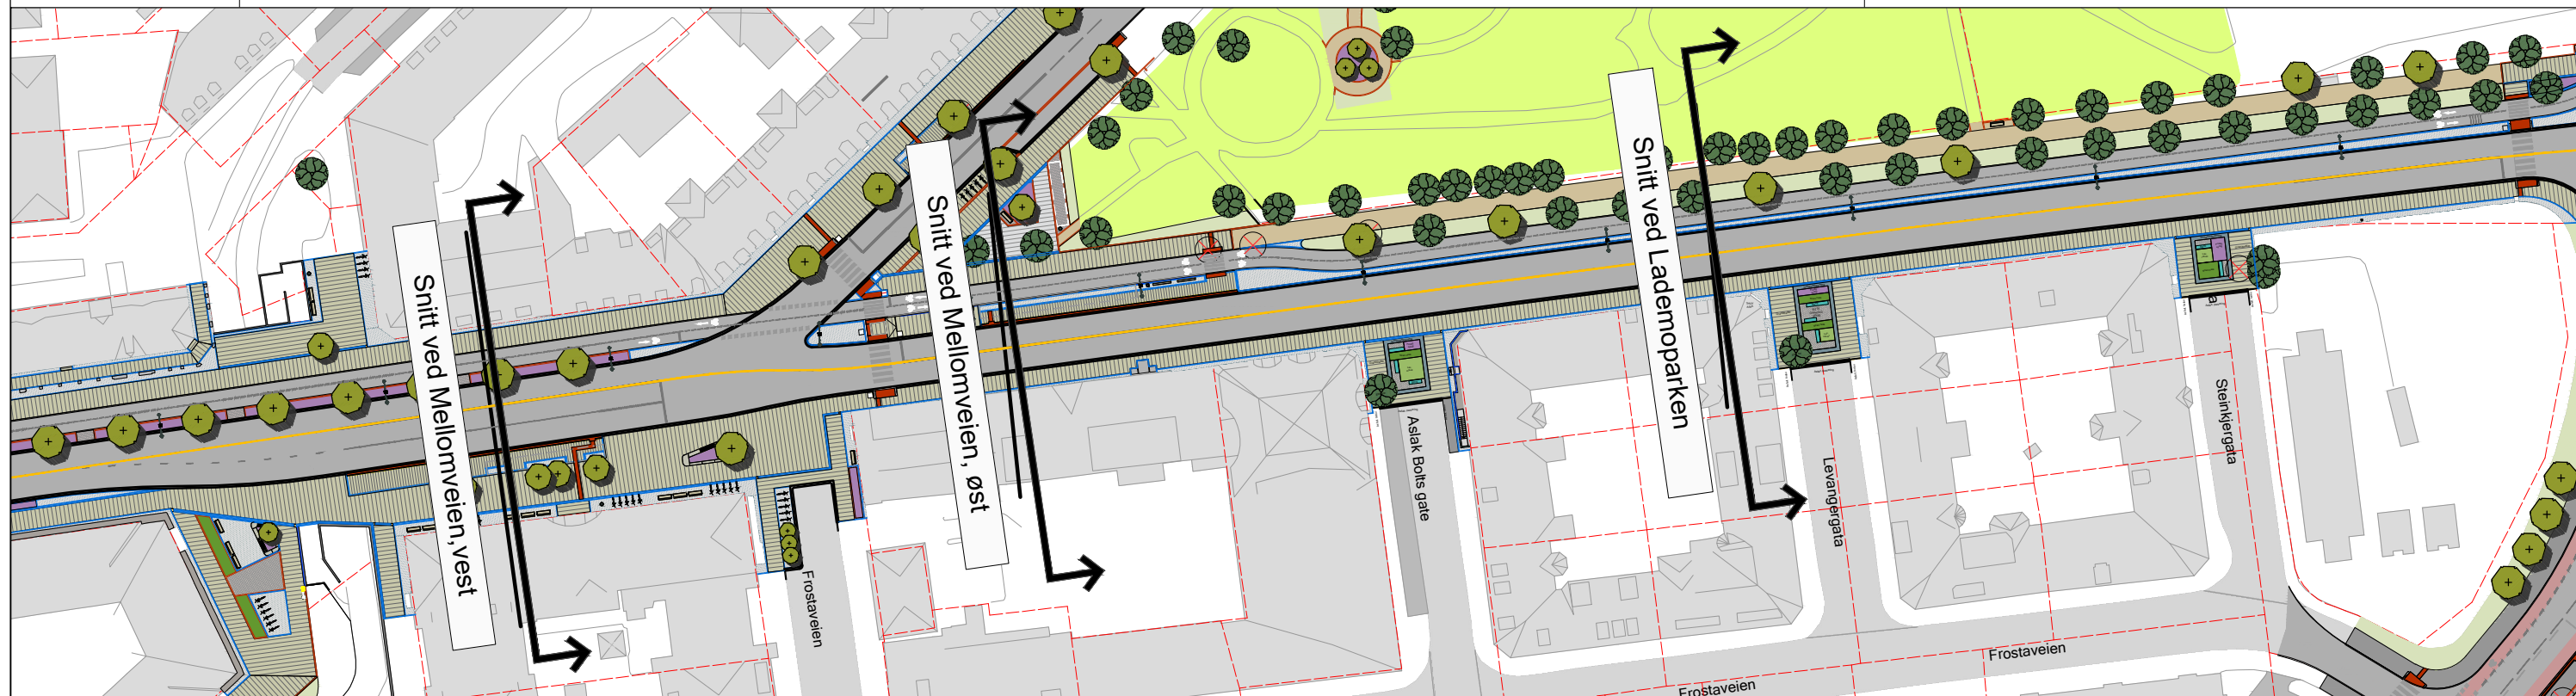 Snitt ved Mellomveien,vest
Snitt ved Mellomveien, øst
Snitt ved Lademoparken
Frostaveien
Aslak Bolts gate
Levangergata
Steinkjergata
Frostaveien
Frostaveien